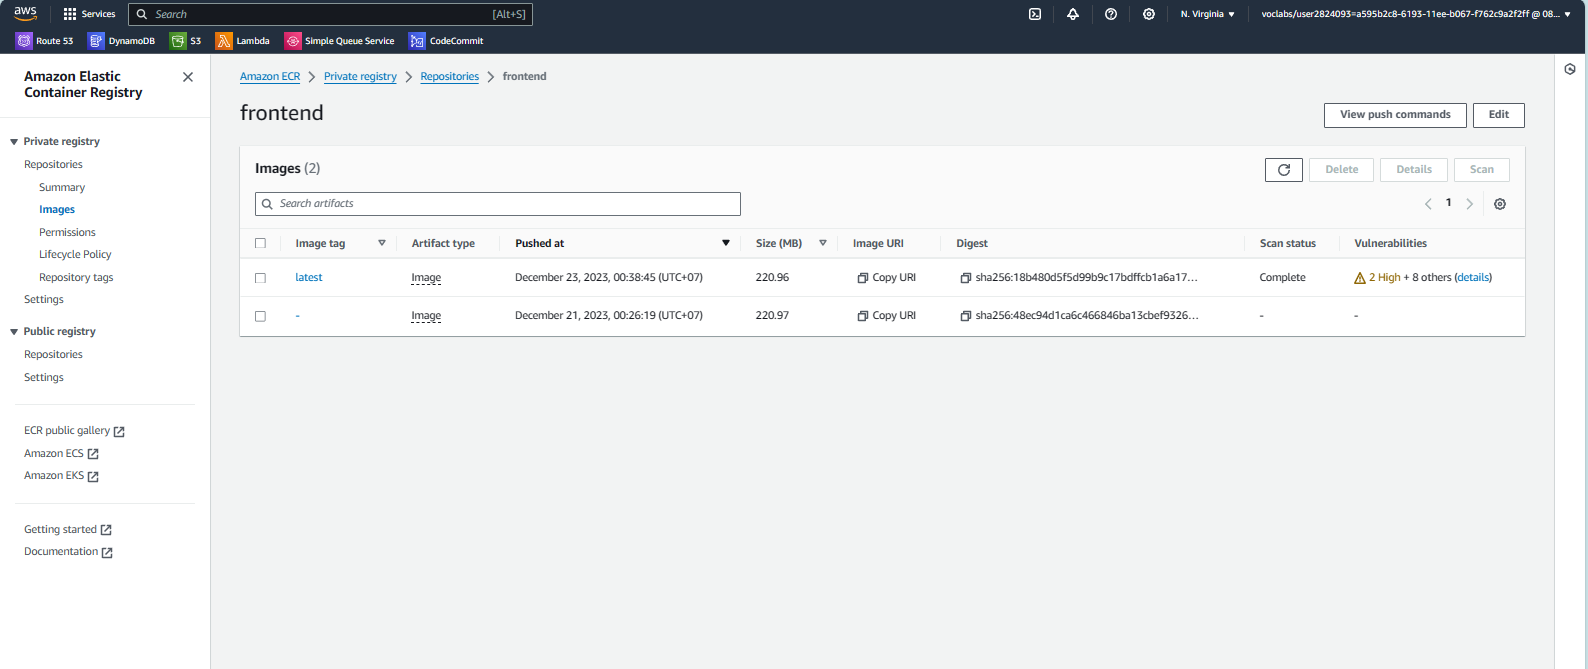 aws Services Search [Alt+S] N. Virginia voclabs/user2824093=a595b2c8-6193-11ee-b067-f762c9a2f2ff @ 08...
Route 53 DynamoDB S3 Lambda Simple Queue Service CodeCommit
Amazon Elastic
Container Registry
Private registry
Repositories
Summary
Images
Permissions
Lifecycle Policy
Repository tags
Settings
Public registry
Repositories
Settings
ECR public gallery
Amazon ECS
Amazon EKS
Getting started
Documentation
Amazon ECR Private registry Repositories frontend
frontend
View push commands Edit
Images (2)
Delete Details Scan
Search artifacts
1
Image tag Artifact type Pushed at Size (MB) Image URI Digest Scan status Vulnerabilities
latest Image December 23, 2023, 00:38:45 (UTC+07) 220.96 Copy URI sha256:18b480d5f5d99b9c17bdffcb1a6a17... Complete 2 High + 8 others (details)
- Image December 21, 2023, 00:26:19 (UTC+07) 220.97 Copy URI sha256:48ec94d1ca6c466846ba13cbef9326... - -